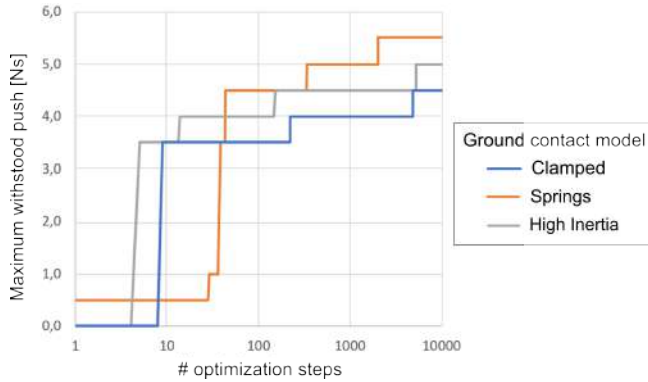 Maximum withstood push [Ns]
6,0
5,0
4,0
3,0
2,0
1,0
0,0
1
10
100
1000
10000
# optimization steps
Ground contact model
Clamped
Springs
High Inertia